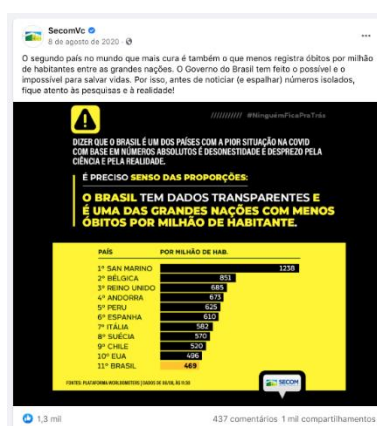 SecomVc
8 de agosto de 2020
O segundo país no mundo que mais cura é também o que menos registra óbitos por milhão
de habitantes entre as grandes nações. O Governo do Brasil tem feito o possível e o
impossível para salvar vidas. Por isso, antes de noticiar (e espalhar) números isolados,
fique atento às pesquisas e à realidade!
/////////// #NinguémFicaPraTrás
DIZER QUE O BRASIL É UM DOS PAÍSES COM A PIOR SITUAÇÃO NA COVID
COM BASE EM NÚMEROS ABSOLUTOS É DESONESTIDADE E DESPREZO PELA
CIÊNCIA E PELA REALIDADE.
É PRECISO SENSO DAS PROPORÇÕES:
O BRASIL TEM DADOS TRANSPARENTES E
É UMA DAS GRANDES NAÇÕES COM MENOS
ÓBITOS POR MILHÃO DE HABITANTE.
PAÍS POR MILHÃO DE HAB.
1º SAN MARINO 1238
2º BÉLGICA 851
3º REINO UNIDO 685
4º ANDORRA 673
5º PERU 625
6º ESPANHA 610
7º ITÁLIA 582
8º SUÉCIA 570
9º CHILE 520
10º EUA 496
11º BRASIL 469
SECOM
1,3 mil 437 comentários 1 mil compartilhamentos